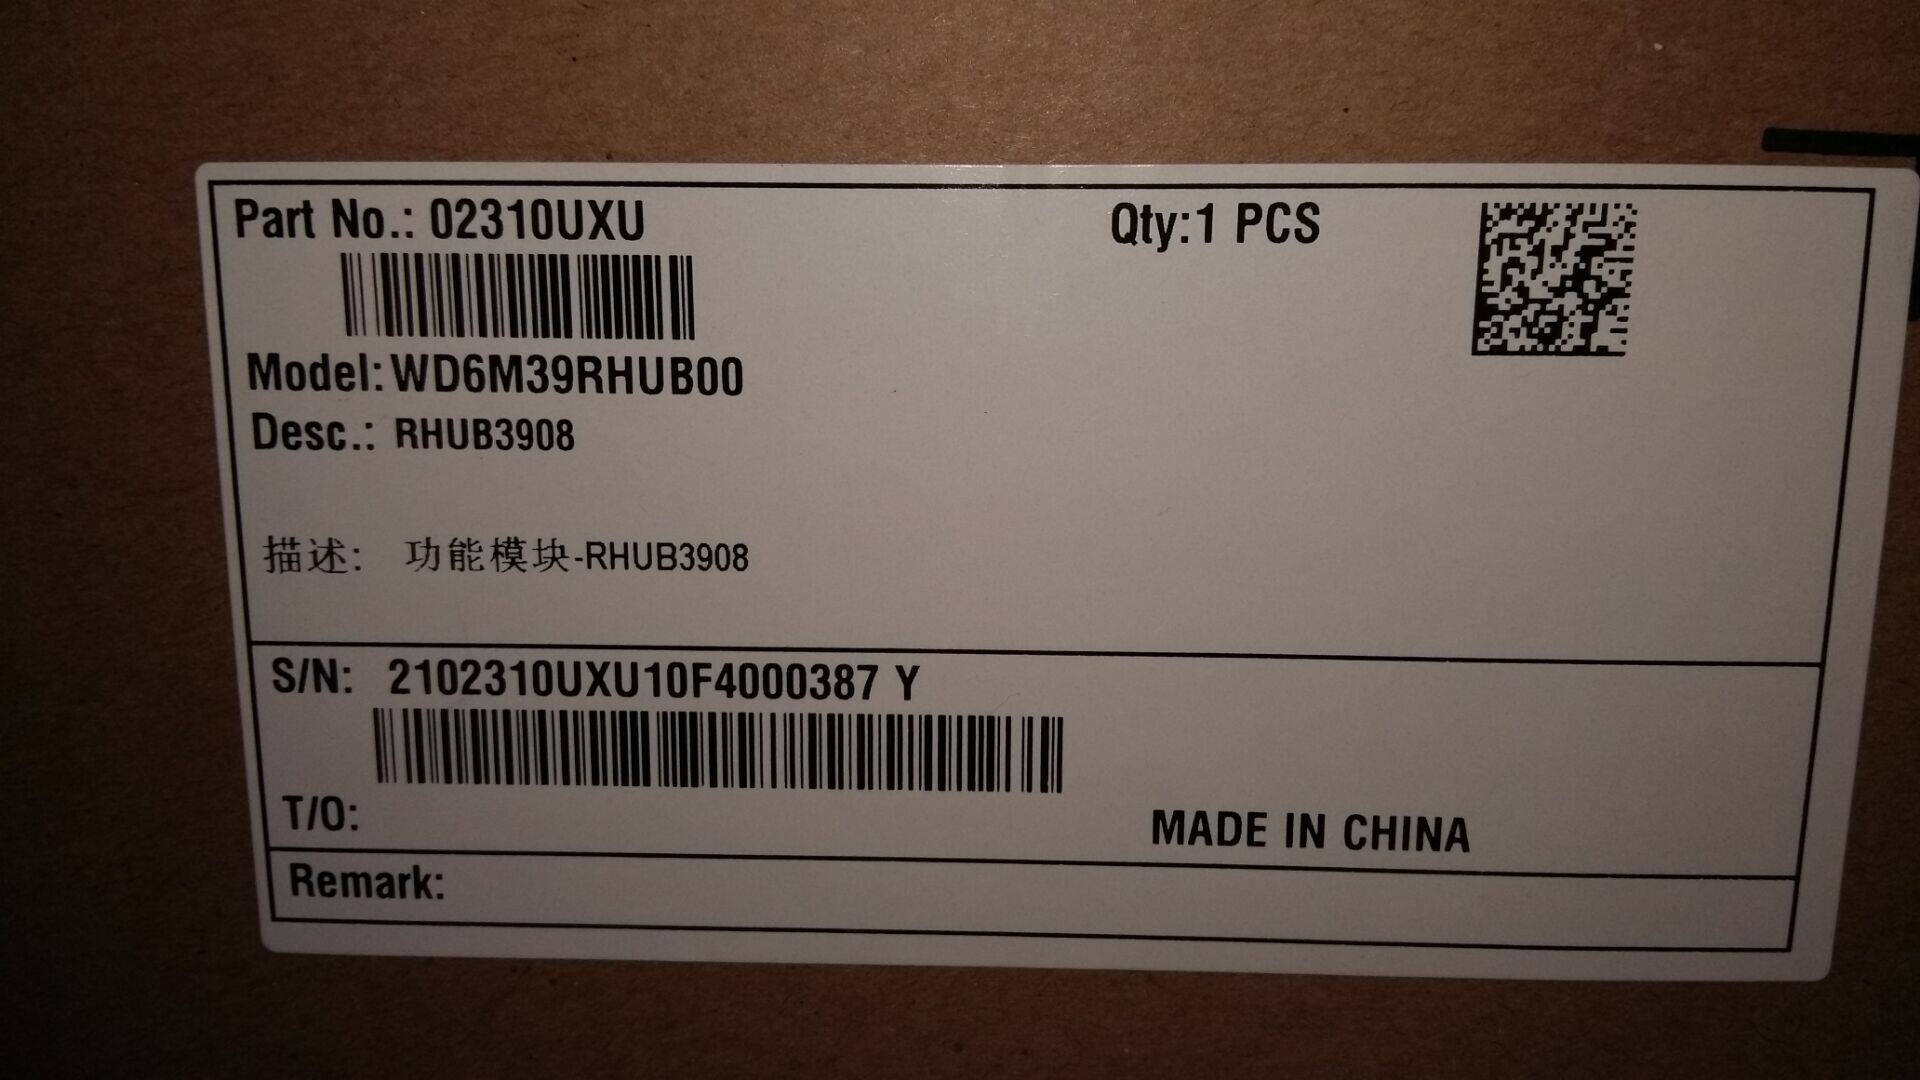 Part No.: 02310UXU
Qty:1 PCS
Model:WD6M39RHUB00
Desc.: RHUB3908
描述: 功能模块-RHUB3908
S/N: 2102310UXU10F4000387 Y
T/O:
MADE IN CHINA
Remark: